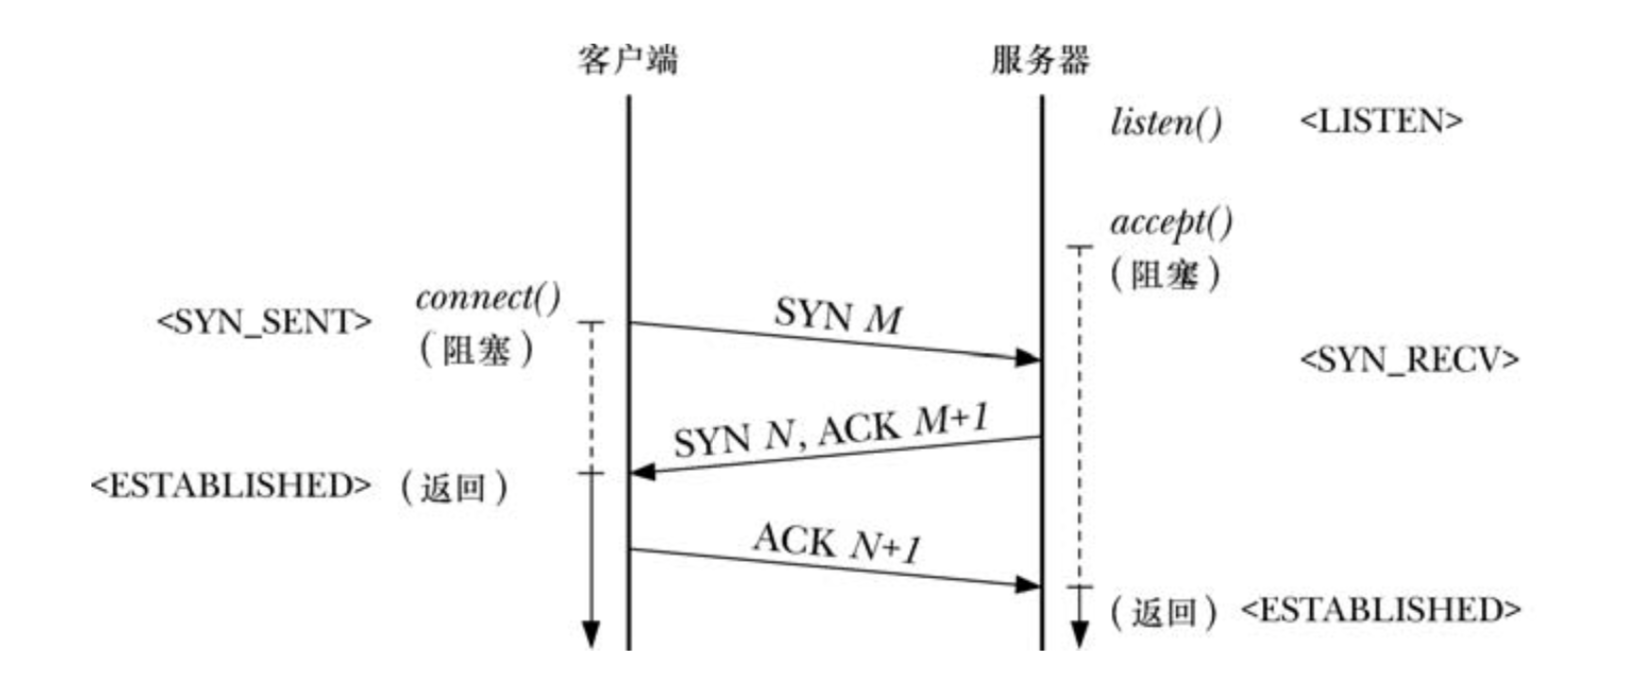 客户端
服务器
listen() <LISTEN>
accept()
（阻塞）
<SYN_SENT> connect()
（阻塞）
SYN M
<SYN_RECV>
SYN N, ACK M+1
<ESTABLISHED> （返回）
ACK N+1
（返回） <ESTABLISHED>